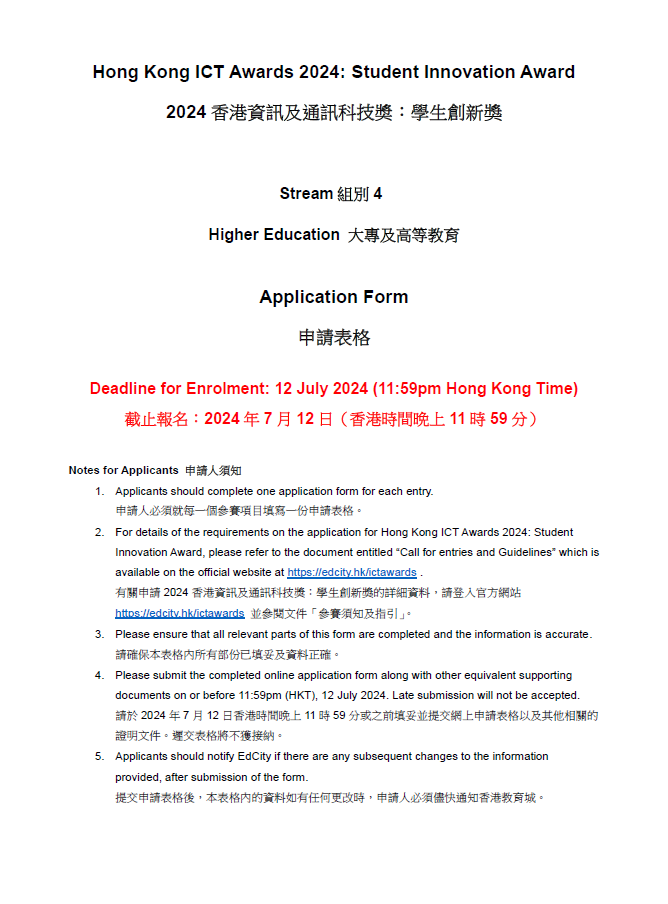 Hong Kong ICT Awards 2024: Student Innovation Award
2024 香港資訊及通訊科技獎：學生創新獎
Stream 組別 4
Higher Education 大專及高等教育
Application Form
申請表格
Deadline for Enrolment: 12 July 2024 (11:59pm Hong Kong Time)
截止報名：2024 年 7 月 12 日（香港時間晚上 11 時 59 分）
Notes for Applicants 申請人須知
1. Applicants should complete one application form for each entry.
申請人必須就每一個參賽項目填寫一份申請表格。
2. For details of the requirements on the application for Hong Kong ICT Awards 2024: Student
Innovation Award, please refer to the document entitled “Call for entries and Guidelines” which is
available on the official website at https://edcity.hk/ictawards .
有關申請 2024 香港資訊及通訊科技獎：學生創新獎的詳細資料，請登入官方網站
https://edcity.hk/ictawards 並參閱文件「參賽須知及指引」。
3. Please ensure that all relevant parts of this form are completed and the information is accurate.
請確保本表格內所有部份已填妥及資料正確。
4. Please submit the completed online application form along with other equivalent supporting
documents on or before 11:59pm (HKT), 12 July 2024. Late submission will not be accepted.
請於 2024 年 7 月 12 日香港時間晚上 11 時 59 分或之前填妥並提交網上申請表格以及其他相關的
證明文件。遲交表格將不獲接納。
5. Applicants should notify EdCity if there are any subsequent changes to the information
provided, after submission of the form.
提交申請表格後，本表格內的資料如有任何更改時，申請人必須儘快通知香港教育城。